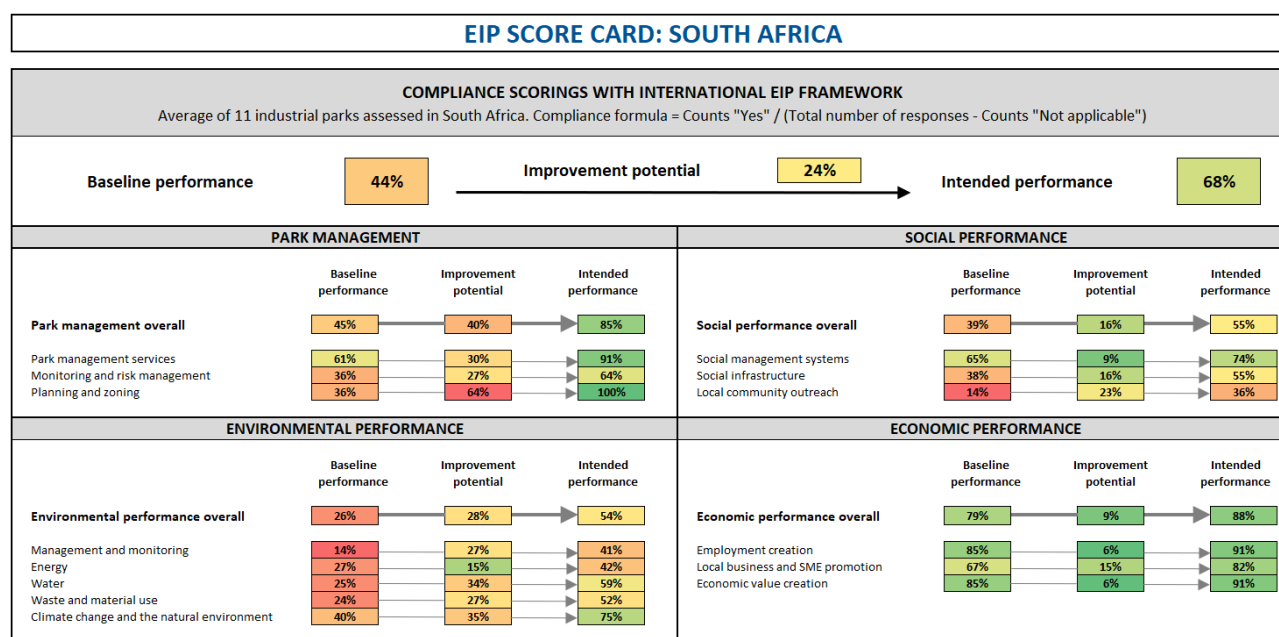 EIP SCORE CARD: SOUTH AFRICA
COMPLIANCE SCORINGS WITH INTERNATIONAL EIP FRAMEWORK
Average of 11 industrial parks assessed in South Africa. Compliance formula = Counts "Yes" / (Total number of responses - Counts "Not applicable")
Baseline performance 44% Improvement potential 24% Intended performance 68%
PARK MANAGEMENT
Baseline performance Improvement potential Intended performance
Park management overall 45% 40% 85%
Park management services 61% 30% 91%
Monitoring and risk management 36% 27% 64%
Planning and zoning 36% 64% 100%
SOCIAL PERFORMANCE
Baseline performance Improvement potential Intended performance
Social performance overall 39% 16% 55%
Social management systems 65% 9% 74%
Social infrastructure 38% 16% 55%
Local community outreach 14% 23% 36%
ENVIRONMENTAL PERFORMANCE
Baseline performance Improvement potential Intended performance
Environmental performance overall 26% 28% 54%
Management and monitoring 14% 27% 41%
Energy 27% 15% 42%
Water 25% 34% 59%
Waste and material use 24% 27% 52%
Climate change and the natural environment 40% 35% 75%
ECONOMIC PERFORMANCE
Baseline performance Improvement potential Intended performance
Economic performance overall 79% 9% 88%
Employment creation 85% 6% 91%
Local business and SME promotion 67% 15% 82%
Economic value creation 85% 6% 91%